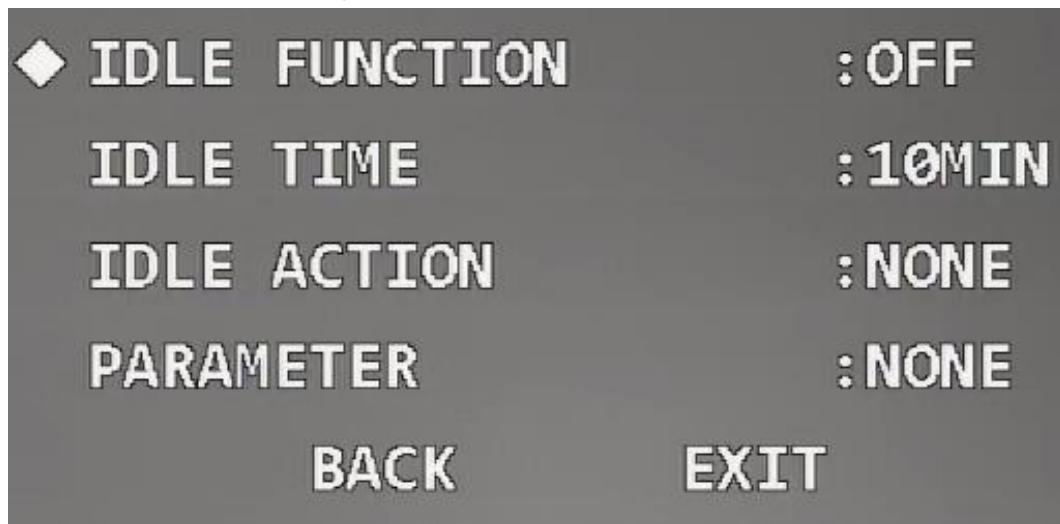 IDLE FUNCTION :OFF
IDLE TIME :10MIN
IDLE ACTION :NONE
PARAMETER :NONE
BACK EXIT